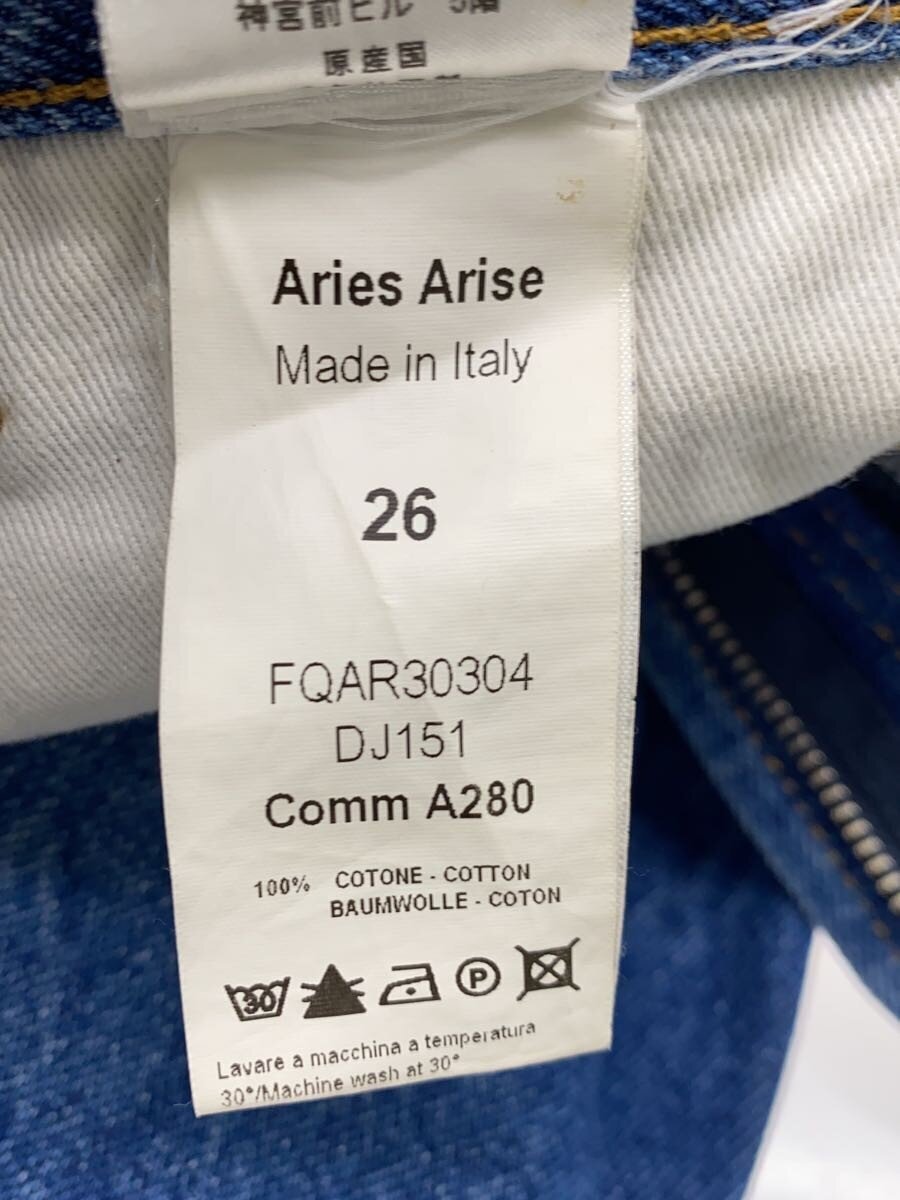 神宮前ビル 5階
原産国
Aries Arise
Made in Italy
26
FQAR30304
DJ151
Comm A280
100% COTONE - COTTON
BAUMWOLLE - COTON
30
P
Lavare a macchina a temperatura
30°/Machine wash at 30°